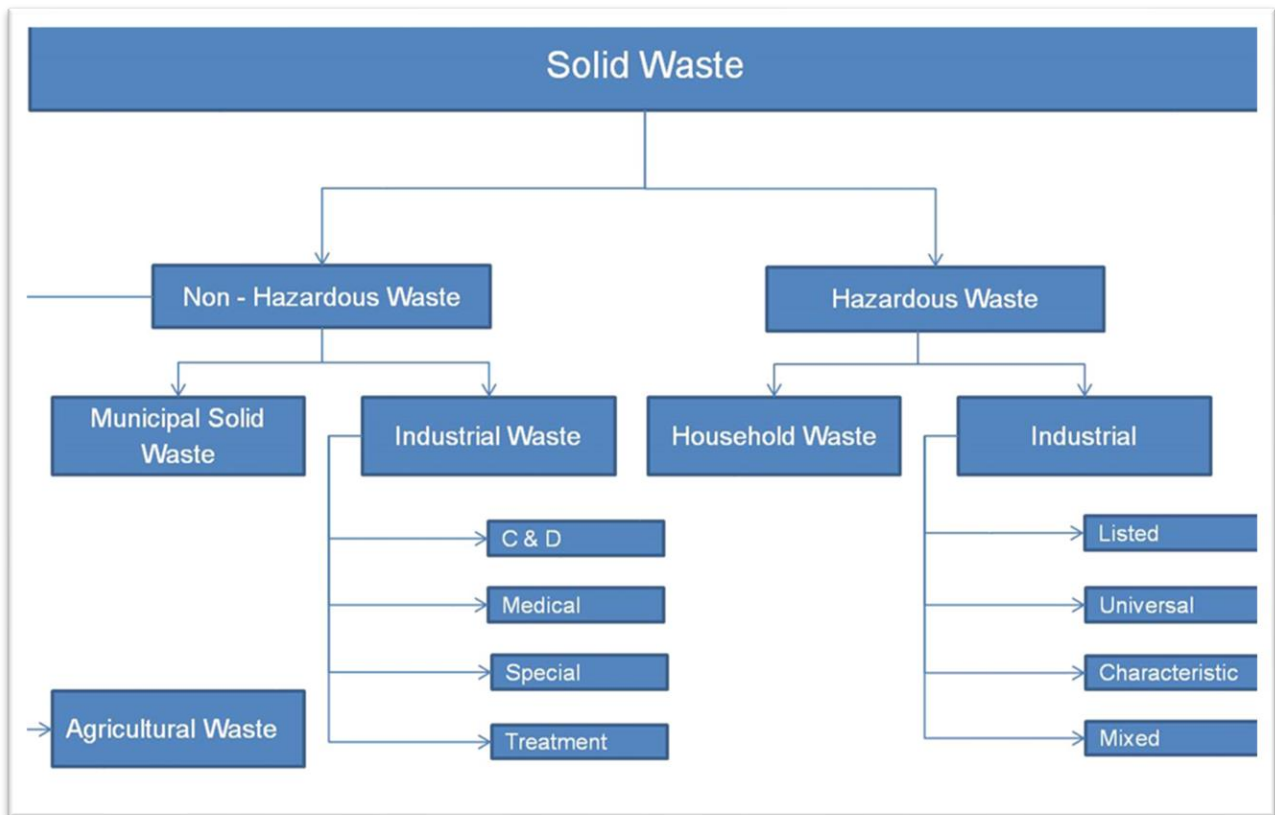 Solid Waste
Non - Hazardous Waste
Hazardous Waste
Municipal Solid
Waste
Industrial Waste
Household Waste
Industrial
C & D
Medical
Special
Treatment
Agricultural Waste
Listed
Universal
Characteristic
Mixed